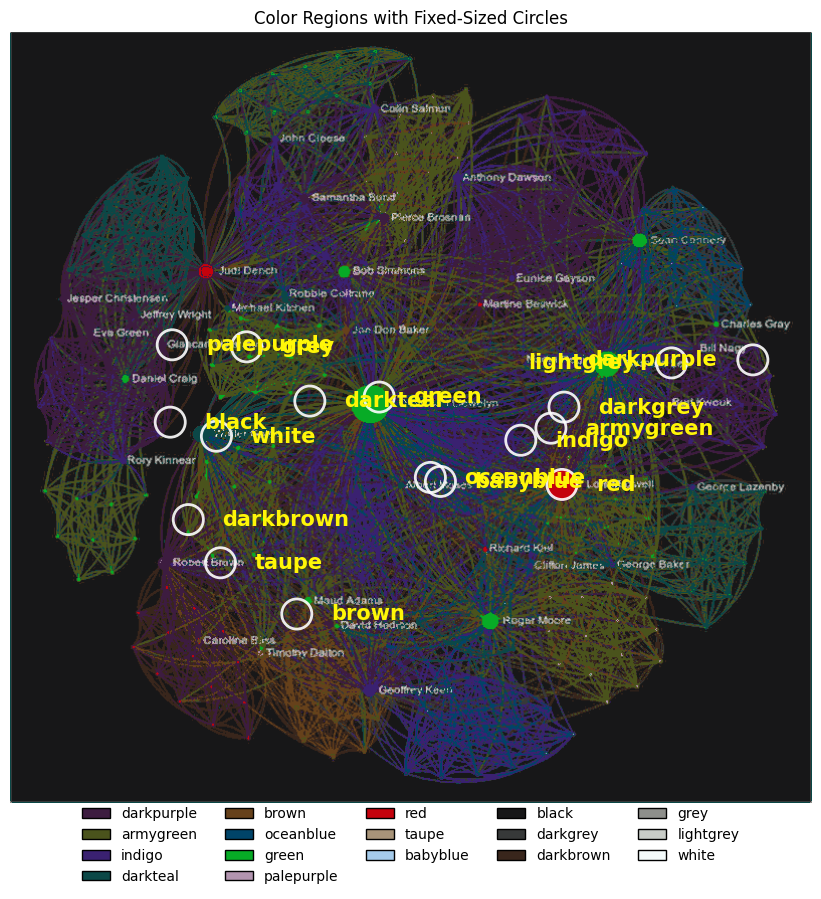 Color Regions with Fixed-Sized Circles
Colin Salmon
John Cleese
Anthony Dawson
Samantha Bond
Pierce Brosnan
Sean Connery
Judi Dench
Bob Simmons
Eunice Gayson
Robbie Coltrane
Jesper Christensen
Michael Kitchen
Martine Beswick
Jeffrey Wright
Charles Gray
Eva Green
Joe Don Baker
palepurple
grey
Bill Nagy
lightgrey
darkpurple
Daniel Craig
darkteal
green
darkgrey
black
armygreen
white
indigo
Rory Kinnear
oceanblue
babyblue
red
George Lazenby
darkbrown
Richard Kiel
Robert Brown
taupe
Clifton James
George Baker
Maud Adams
brown
David Hedison
Roger Moore
Caroline Bliss
Timothy Dalton
Geoffrey Keen
darkpurple brown red black grey
armygreen oceanblue taupe darkgrey lightgrey
indigo green babyblue darkbrown white
darkteal palepurple